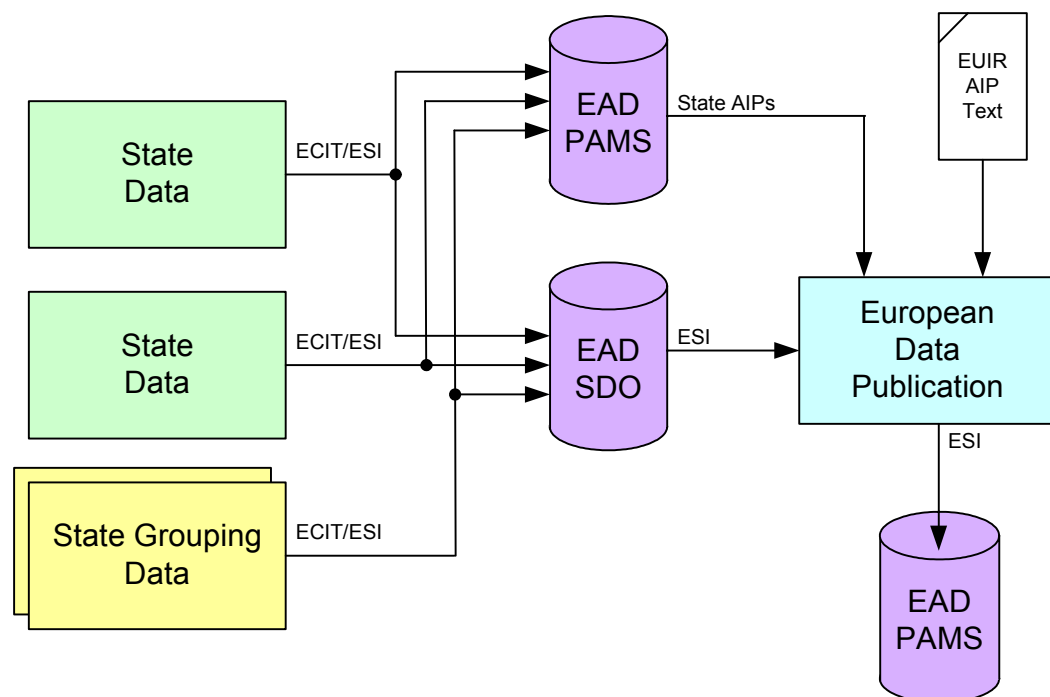 EUIR
AIP
Text
EAD
PAMS
State AIPs
State
Data
ECIT/ESI
State
Data
ECIT/ESI
EAD
SDO
ESI
European
Data
Publication
ESI
State Grouping
Data
ECIT/ESI
EAD
PAMS